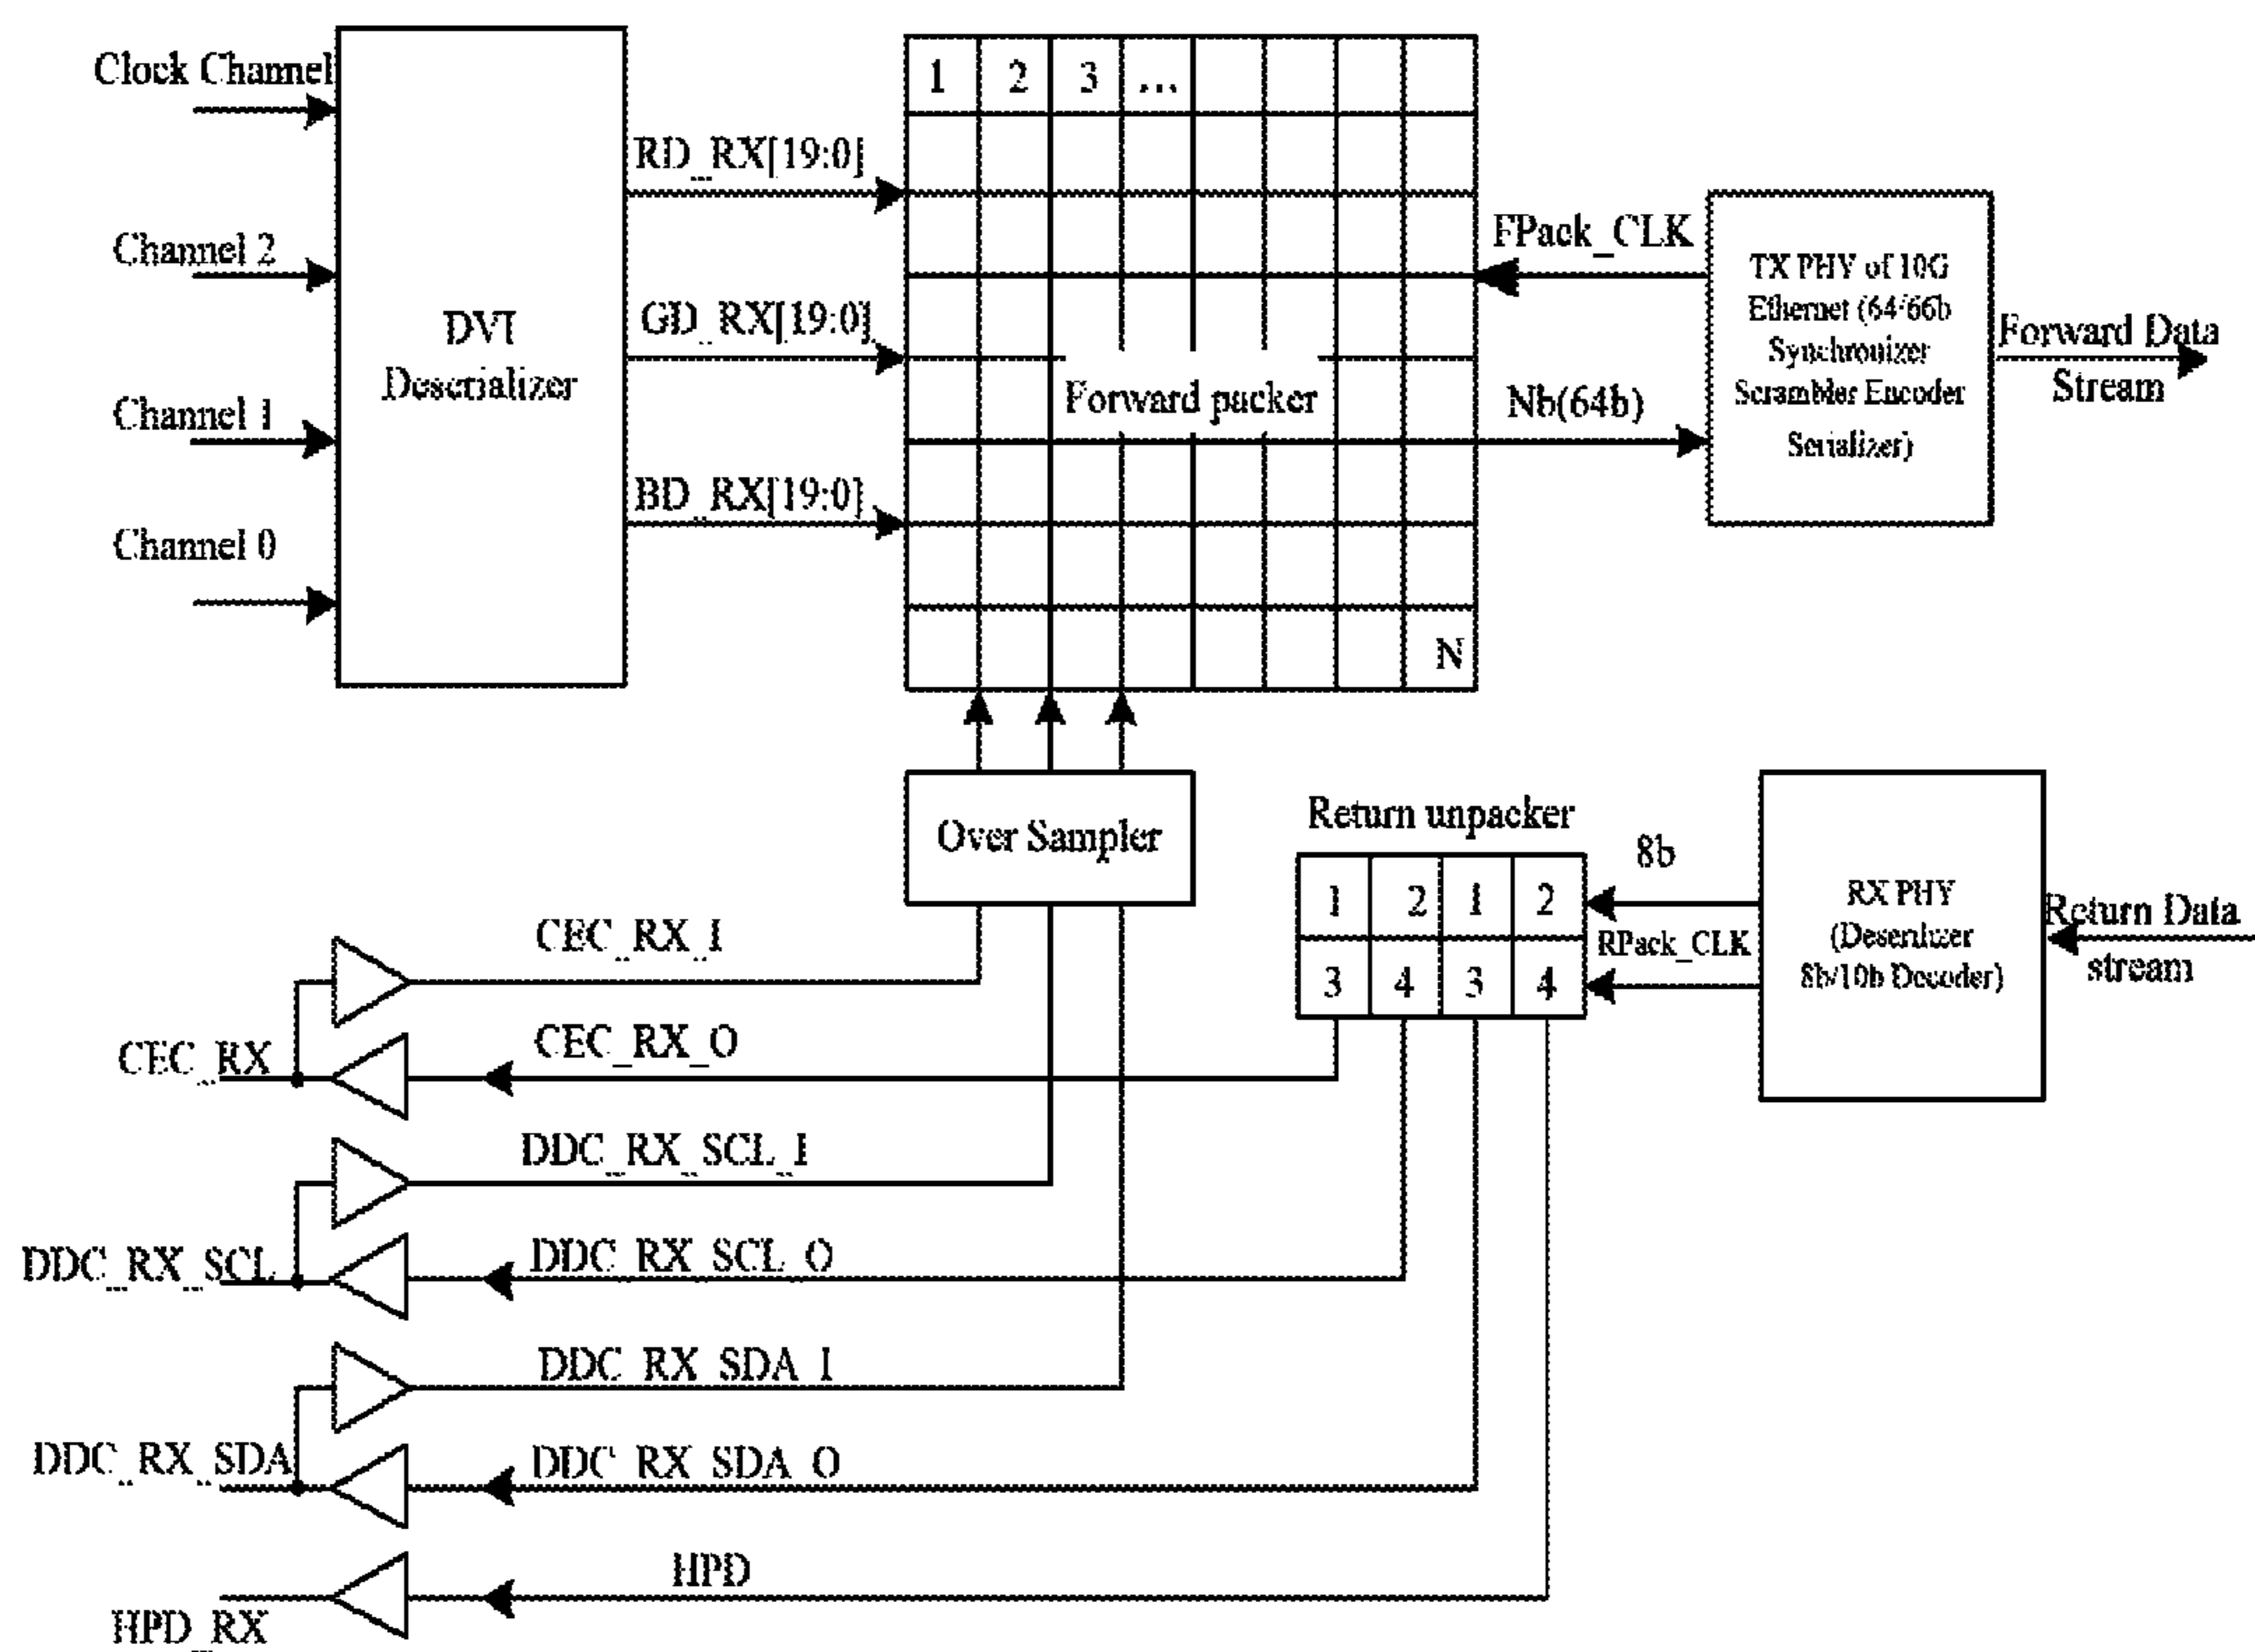 Clock Channel
Channel 2
Channel 1
Channel 0
DVI
Deserializer
RD_RX[19:0]
GD_RX[19:0]
BD_RX[19:0]
1 2 3 ...
Forward packer
N
FPack_CLK
Nb(64b)
TX PHY of 10G
Ethernet (64/66b
Synchronizer
Scrambler Encoder
Serializer)
Forward Data
Stream
Over Sampler
Return unpacker
1 2 1 2
3 4 3 4
8b
RPack_CLK
RX PHY
(Deserilizer
8b/10b Decoder)
Return Data
stream
CEC_RX_I
CEC_RX
CEC_RX_O
DDC_RX_SCL_I
DDC_RX_SCL
DDC_RX_SCL_O
DDC_RX_SDA_I
DDC_RX_SDA
DDC_RX_SDA_O
HPD
HPD_RX